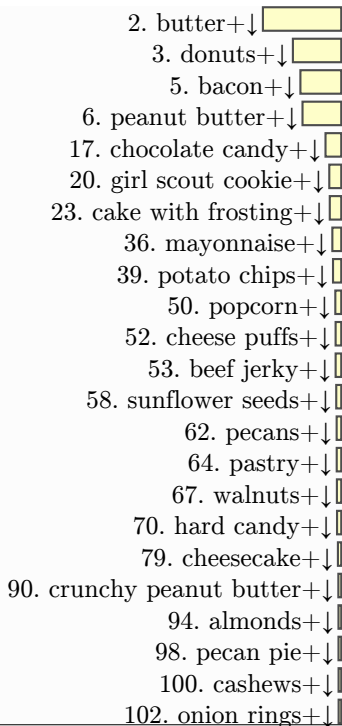 2. butter+↓
3. donuts+↓
5. bacon+↓
6. peanut butter+↓
17. chocolate candy+↓
20. girl scout cookie+↓
23. cake with frosting+↓
36. mayonnaise+↓
39. potato chips+↓
50. popcorn+↓
52. cheese puffs+↓
53. beef jerky+↓
58. sunflower seeds+↓
62. pecans+↓
64. pastry+↓
67. walnuts+↓
70. hard candy+↓
79. cheesecake+↓
90. crunchy peanut butter+↓
94. almonds+↓
98. pecan pie+↓
100. cashews+↓
102. onion rings+↓